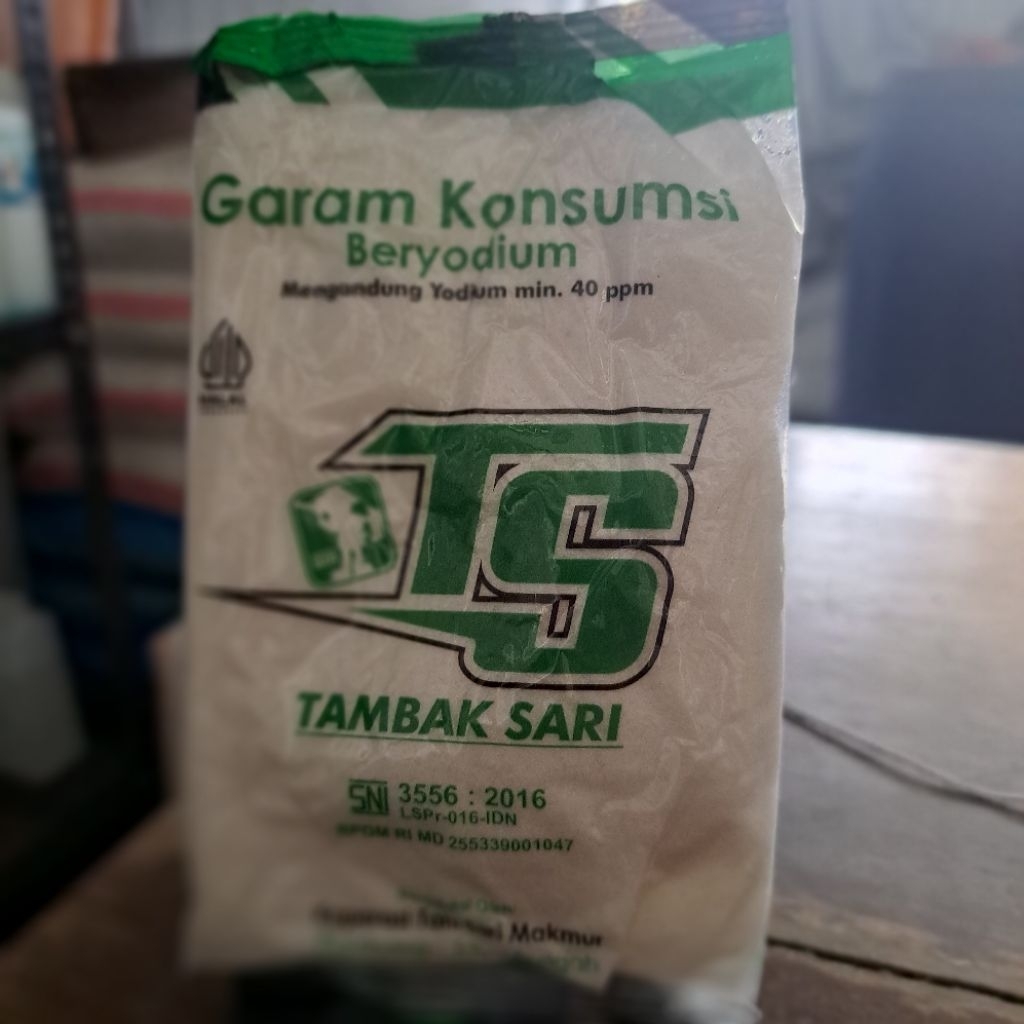 Garam Konsumsi
Beryodium
Mengandung Yodium min. 40 ppm
HALAL
TS
TAMBAK SARI
SNI 3556 : 2016
LSPr-016-IDN
BPOM RI MD 255339001047
Makmur